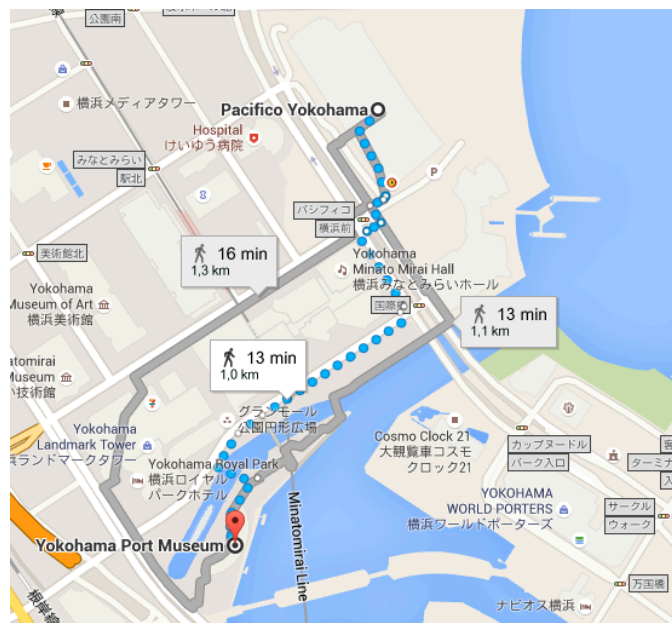 公園南
横浜メディアタワー
Pacifico Yokohama
Hospital
けいゆう病院
みなとみらい
駅北
P
パシフィコ
横浜前
美術館北
16 min
1,3 km
Yokohama
Minato Mirai Hall
横浜みなとみらいホール
Yokohama
Museum of Art
横浜美術館
国際橋
13 min
1,1 km
13 min
1,0 km
atomirai
Museum
い技術館
グランモール
公園円形広場
Yokohama
Landmark Tower
浜ランドマークタワー
Cosmo Clock 21
大観覧車コスモ
クロック21
カップヌードル
パーク入口
ターミナ
Yokohama Royal Park
横浜ロイヤル
パークホテル
YOKOHAMA
WORLD PORTERS
横浜ワールドポーターズ
サークル
ウォーク
Minatomirai Line
Yokohama Port Museum
万国橋
根岸線
ナビオス横浜